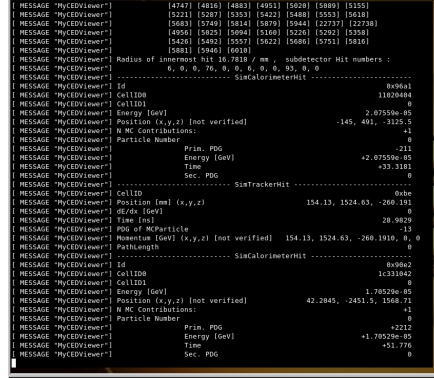 [ MESSAGE "MyCEDViewer"] [4747] [4816] [4883] [4951] [5020] [5089] [5155]
[ MESSAGE "MyCEDViewer"] [5221] [5287] [5353] [5422] [5488] [5553] [5618]
[ MESSAGE "MyCEDViewer"] [5683] [5749] [5814] [5879] [5944] [22737] [22738]
[ MESSAGE "MyCEDViewer"] [4956] [5025] [5094] [5160] [5226] [5292] [5358]
[ MESSAGE "MyCEDViewer"] [5426] [5492] [5557] [5622] [5686] [5751] [5816]
[ MESSAGE "MyCEDViewer"] [5881] [5946] [6010]
[ MESSAGE "MyCEDViewer"] Radius of innermost hit 16.7818 / mm , subdetector Hit numbers :
[ MESSAGE "MyCEDViewer"] 6, 0, 0, 76, 0, 0, 6, 0, 0, 93, 0, 0
[ MESSAGE "MyCEDViewer"] ------------------------- SimCalorimeterHit -------------------------
[ MESSAGE "MyCEDViewer"] Id 0x96a1
[ MESSAGE "MyCEDViewer"] CellID0 11020404
[ MESSAGE "MyCEDViewer"] CellID1 0
[ MESSAGE "MyCEDViewer"] Energy [GeV] 2.07559e-05
[ MESSAGE "MyCEDViewer"] Position (x,y,z) [not verified] -145, 491, -3125.5
[ MESSAGE "MyCEDViewer"] N MC Contributions: +1
[ MESSAGE "MyCEDViewer"] Particle Number 0
[ MESSAGE "MyCEDViewer"] Prim. PDG -211
[ MESSAGE "MyCEDViewer"] Energy [GeV] +2.07559e-05
[ MESSAGE "MyCEDViewer"] Time +33.3181
[ MESSAGE "MyCEDViewer"] Sec. PDG 0
[ MESSAGE "MyCEDViewer"] ------------------------- SimTrackerHit -------------------------
[ MESSAGE "MyCEDViewer"] CellID 0xbe
[ MESSAGE "MyCEDViewer"] Position [mm] (x,y,z) 154.13, 1524.63, -260.191
[ MESSAGE "MyCEDViewer"] dE/dx [GeV] 0
[ MESSAGE "MyCEDViewer"] Time [ns] 28.9829
[ MESSAGE "MyCEDViewer"] PDG of MCParticle -13
[ MESSAGE "MyCEDViewer"] Momentum [GeV] (x,y,z) [not verified] 154.13, 1524.63, -260.1910, 0, 0
[ MESSAGE "MyCEDViewer"] PathLength 0
[ MESSAGE "MyCEDViewer"] ------------------------- SimCalorimeterHit -------------------------
[ MESSAGE "MyCEDViewer"] Id 0x90e2
[ MESSAGE "MyCEDViewer"] CellID0 1c331042
[ MESSAGE "MyCEDViewer"] CellID1 0
[ MESSAGE "MyCEDViewer"] Energy [GeV] 1.70529e-05
[ MESSAGE "MyCEDViewer"] Position (x,y,z) [not verified] 42.2045, -2451.5, 1568.71
[ MESSAGE "MyCEDViewer"] N MC Contributions: +1
[ MESSAGE "MyCEDViewer"] Particle Number 0
[ MESSAGE "MyCEDViewer"] Prim. PDG +2212
[ MESSAGE "MyCEDViewer"] Energy [GeV] +1.70529e-05
[ MESSAGE "MyCEDViewer"] Time +51.776
[ MESSAGE "MyCEDViewer"] Sec. PDG 0